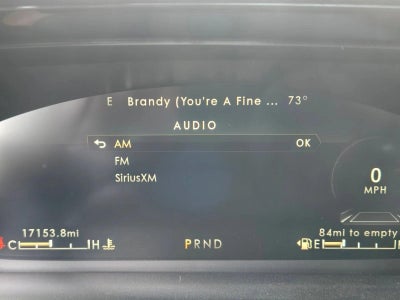 E Brandy (You're A Fine ... 73°
AUDIO
AM OK
FM
SiriusXM
0
MPH
17153.8mi
84mi to empty
C H
PRND
E